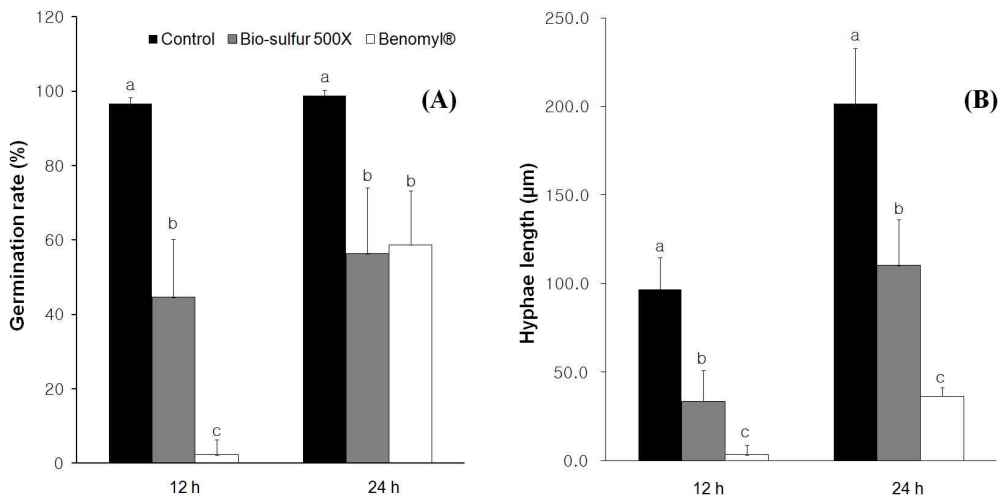 120
100
80
60
40
20
0
Germination rate (%)
Control Bio-sulfur 500X Benomyl®
(A)
a
b
c
a
b
b
12 h
24 h
250.0
200.0
150.0
100.0
50.0
0.0
Hyphae length (μm)
(B)
a
b
c
a
b
c
12 h
24 h